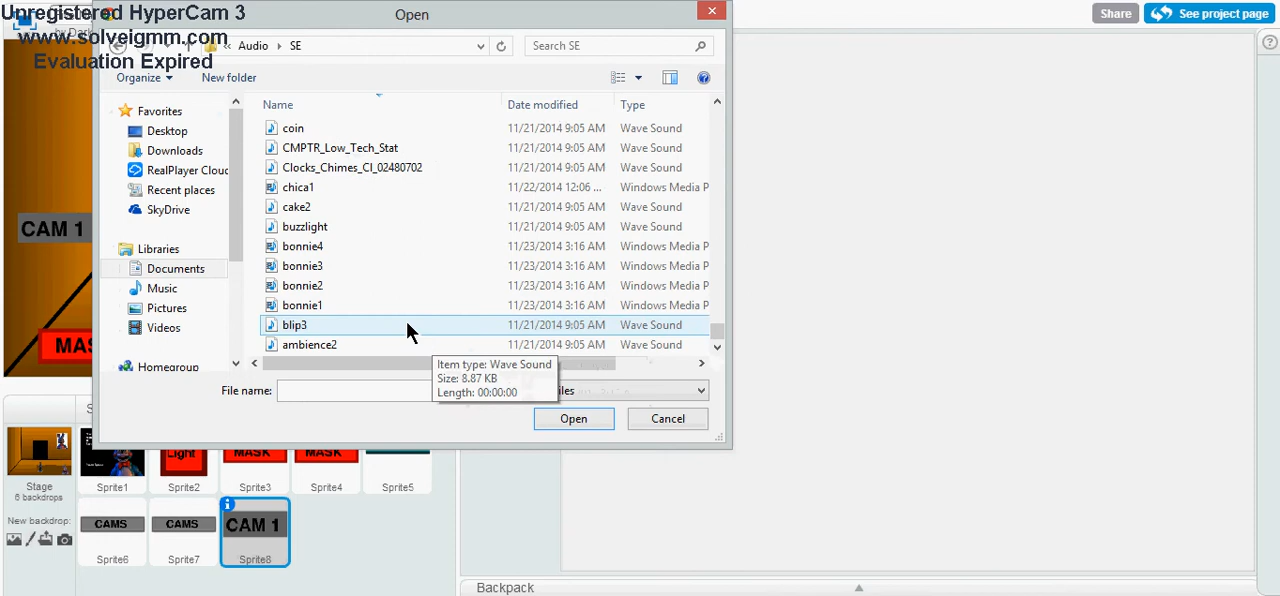 Unregistered HyperCam 3
www.solveigmm.com
Evaluation Expired
Open
Share
See project page
Audio
SE
Search SE
Organize
New folder
Name
Date modified
Type
Favorites
Desktop
Downloads
RealPlayer Clou
Recent places
SkyDrive
Libraries
Documents
Music
Pictures
Videos
Homegroup
coin 11/21/2014 9:05 AM Wave Sound
CMPTR_Low_Tech_Stat 11/21/2014 9:05 AM Wave Sound
Clocks_Chimes_CI_02480702 11/21/2014 9:05 AM Wave Sound
chica1 11/22/2014 12:06 ... Windows Media P
cake2 11/21/2014 9:05 AM Wave Sound
buzzlight 11/21/2014 9:05 AM Wave Sound
bonnie4 11/23/2014 3:16 AM Windows Media P
bonnie3 11/23/2014 3:16 AM Windows Media P
bonnie2 11/23/2014 3:16 AM Windows Media P
bonnie1 11/23/2014 3:16 AM Windows Media P
blip3 11/21/2014 9:05 AM Wave Sound
ambience2 11/21/2014 9:05 AM Wave Sound
Item type: Wave Sound
Size: 8.87 KB
Length: 00:00:00
File name:
iles
Open
Cancel
CAM 1
MAS
Stage
6 backdrops
New backdrop:
Light
MASK
MASK
Sprite1
Sprite2
Sprite3
Sprite4
Sprite5
CAMS
CAMS
CAM 1
Sprite6
Sprite7
Sprite8
Backpack